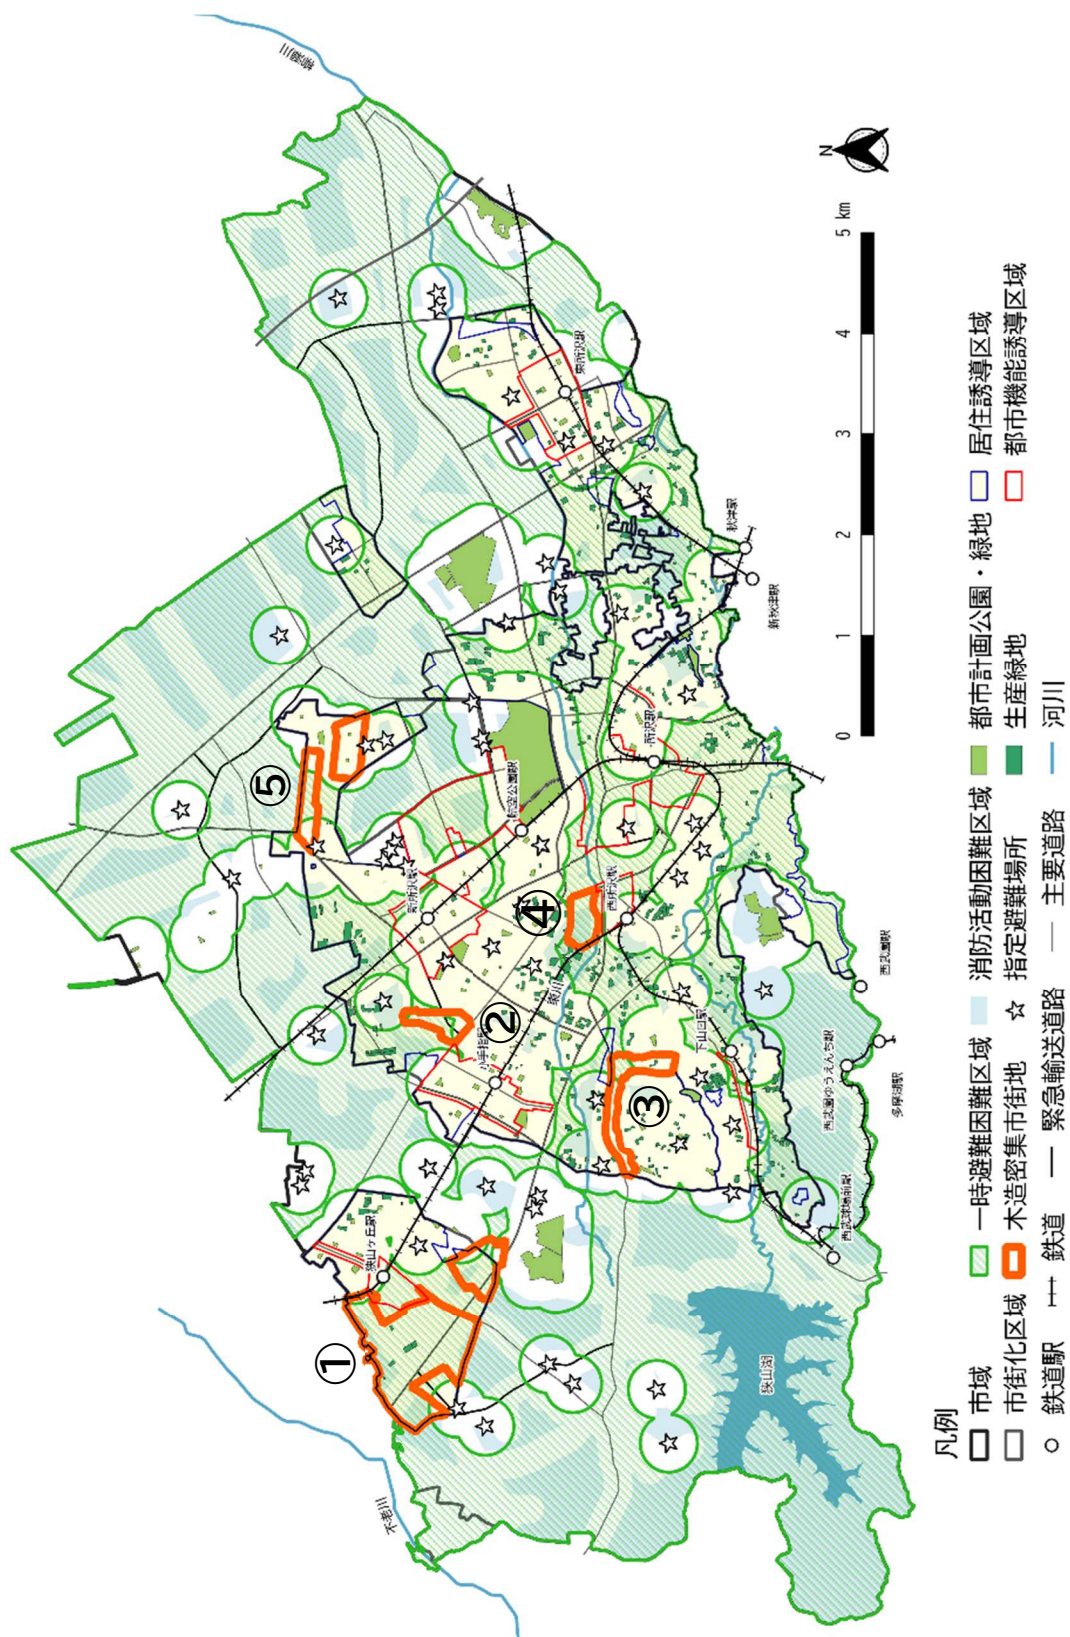 柳瀬川
不老川
狭山ヶ丘駅
小手指駅
新所沢駅
航空公園駅
所沢駅
西所沢駅
東所沢駅
秋津駅
新秋津駅
下山口駅
西武園駅
西武園ゆうえんち駅
多摩湖駅
西武球場前駅
狭山湖
①
②
③
④
⑤
N
0 1 2 3 4 5 km
凡例
市域 一時避難困難区域 消防活動困難区域 都市計画公園・緑地 居住誘導区域
市街化区域 木造密集市街地 指定避難場所 生産緑地 都市機能誘導区域
鉄道駅 鉄道 緊急輸送道路 主要道路 河川